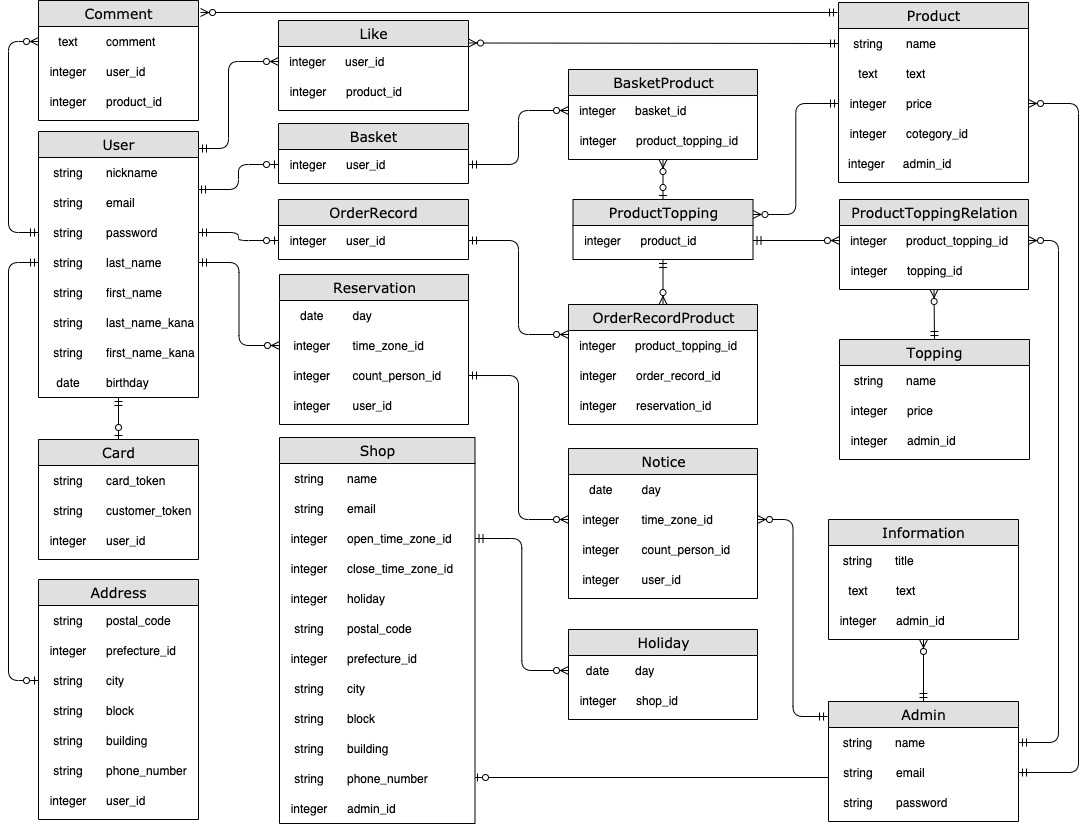 Comment
text comment
integer user_id
integer product_id
User
string nickname
string email
string password
string last_name
string first_name
string last_name_kana
string first_name_kana
date birthday
Card
string card_token
string customer_token
integer user_id
Address
string postal_code
integer prefecture_id
string city
string block
string building
string phone_number
integer user_id
Like
integer user_id
integer product_id
Basket
integer user_id
OrderRecord
integer user_id
Reservation
date day
integer time_zone_id
integer count_person_id
integer user_id
Shop
string name
string email
integer open_time_zone_id
integer close_time_zone_id
integer holiday
string postal_code
integer prefecture_id
string city
string block
string building
string phone_number
integer admin_id
BasketProduct
integer basket_id
integer product_topping_id
ProductTopping
integer product_id
OrderRecordProduct
integer product_topping_id
integer order_record_id
integer reservation_id
Notice
date day
integer time_zone_id
integer count_person_id
integer user_id
Holiday
date day
integer shop_id
Product
string name
text text
integer price
integer cotegory_id
integer admin_id
ProductToppingRelation
integer product_topping_id
integer topping_id
Topping
string name
integer price
integer admin_id
Information
string title
text text
integer admin_id
Admin
string name
string email
string password